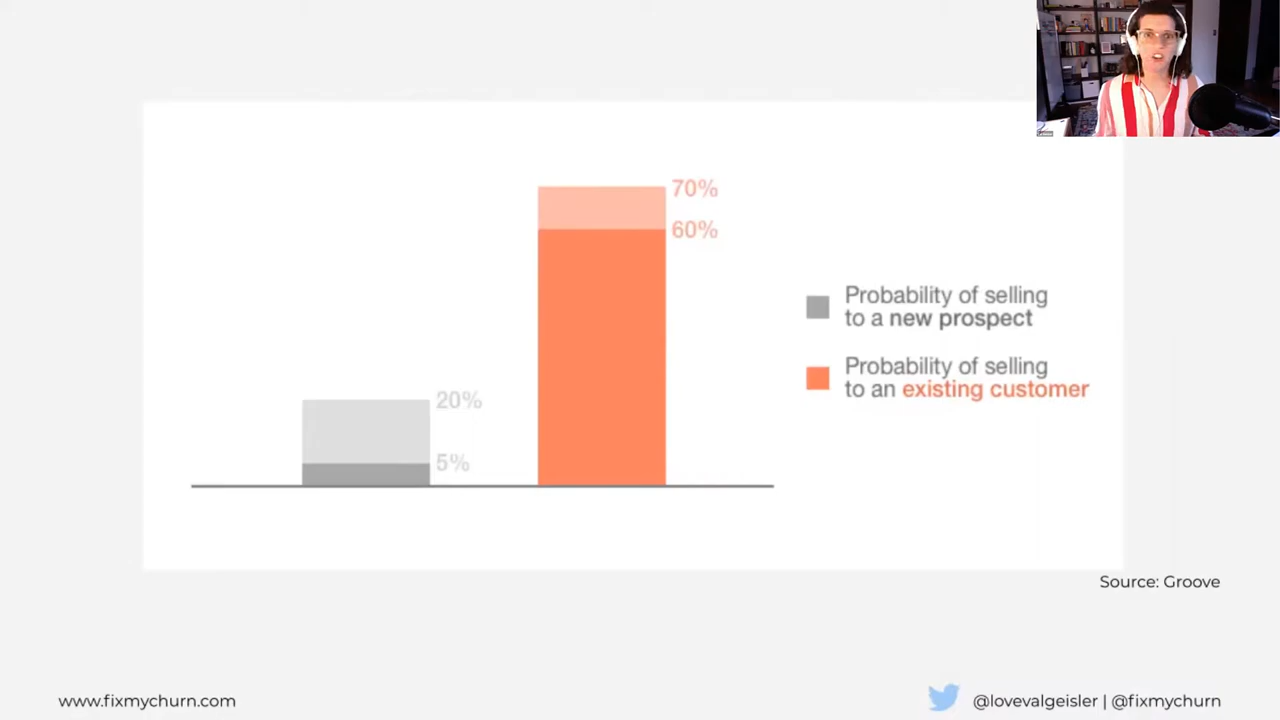 70%
60%
20%
5%
Probability of selling
to a new prospect
Probability of selling
to an existing customer
Source: Groove
www.fixmychurn.com
@lovevalgeisler | @fixmychurn